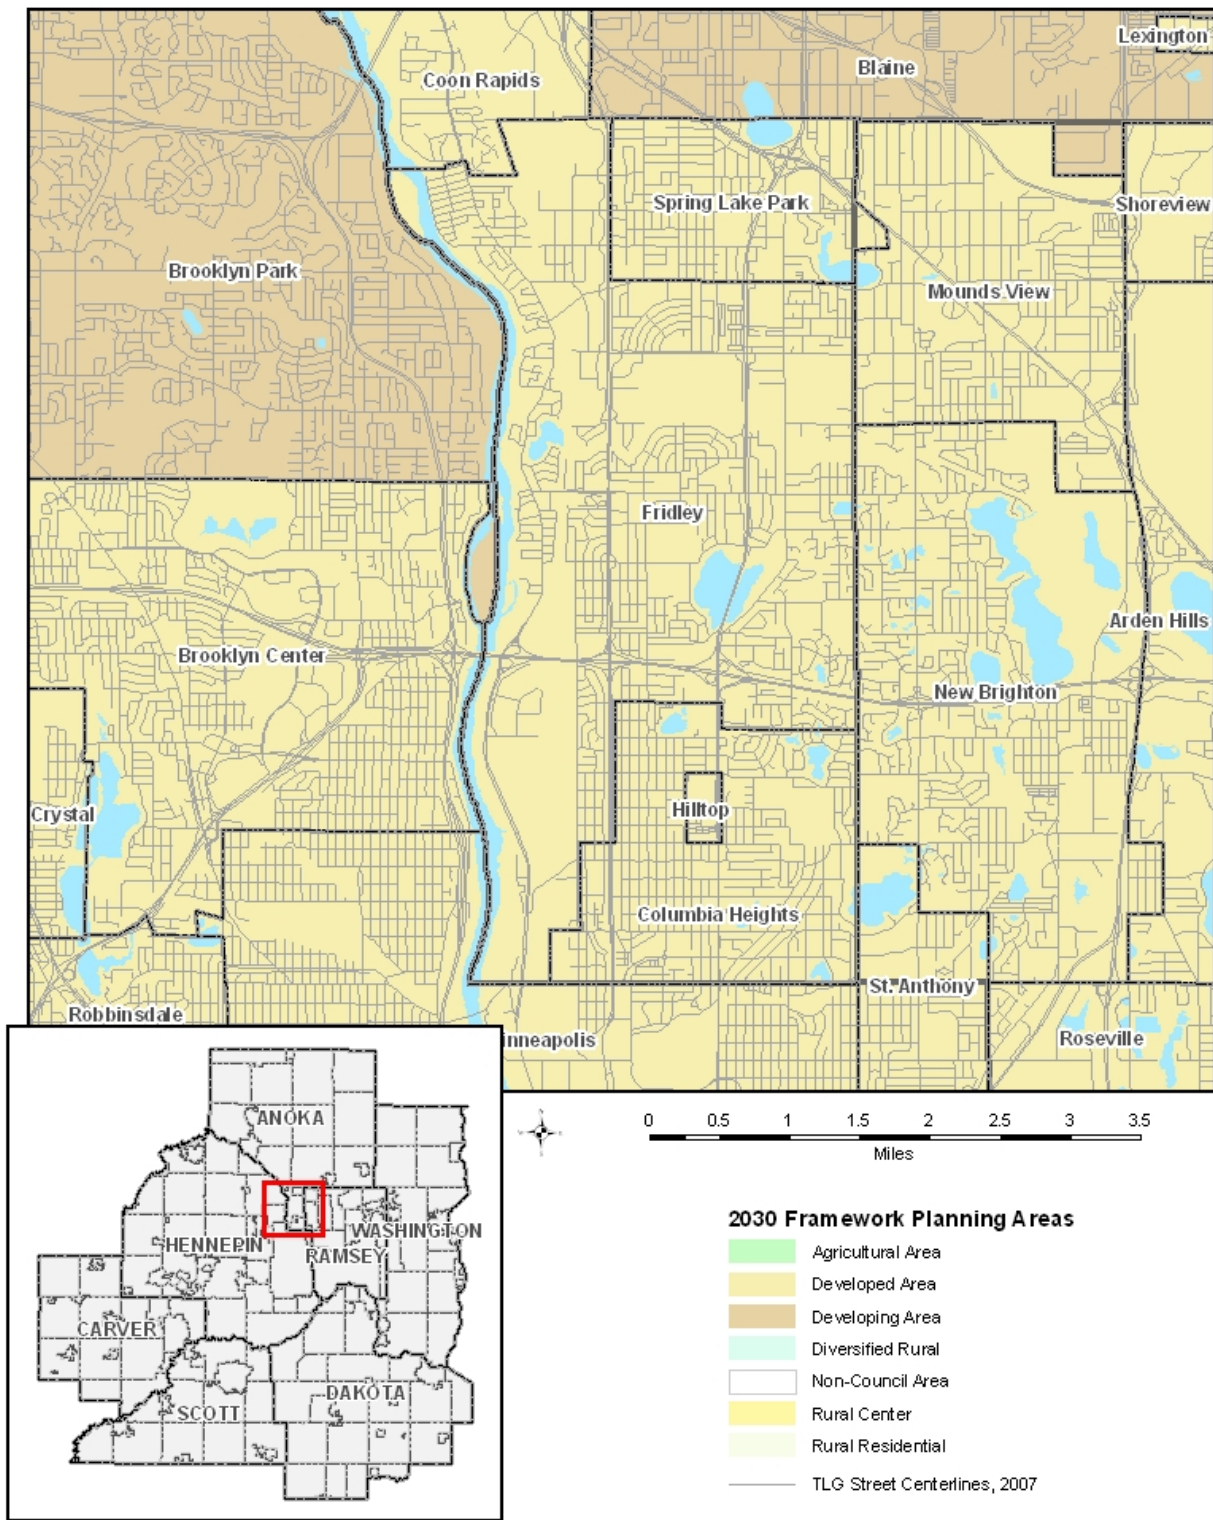 Lexington
Coon Rapids
Blaine
Spring Lake Park
Shoreview
Brooklyn Park
Mounds View
Fridley
Arden Hills
Brooklyn Center
New Brighton
Crystal
Hilltop
Columbia Heights
St. Anthony
Robbinsdale
inneapolis
Roseville
ANOKA
WASHINGTON
HENNEPIN
RAMSEY
CARVER
DAKOTA
SCOTT
0 0.5 1 1.5 2 2.5 3 3.5
Miles
2030 Framework Planning Areas
Agricultural Area
Developed Area
Developing Area
Diversified Rural
Non-Council Area
Rural Center
Rural Residential
TLG Street Centerlines, 2007